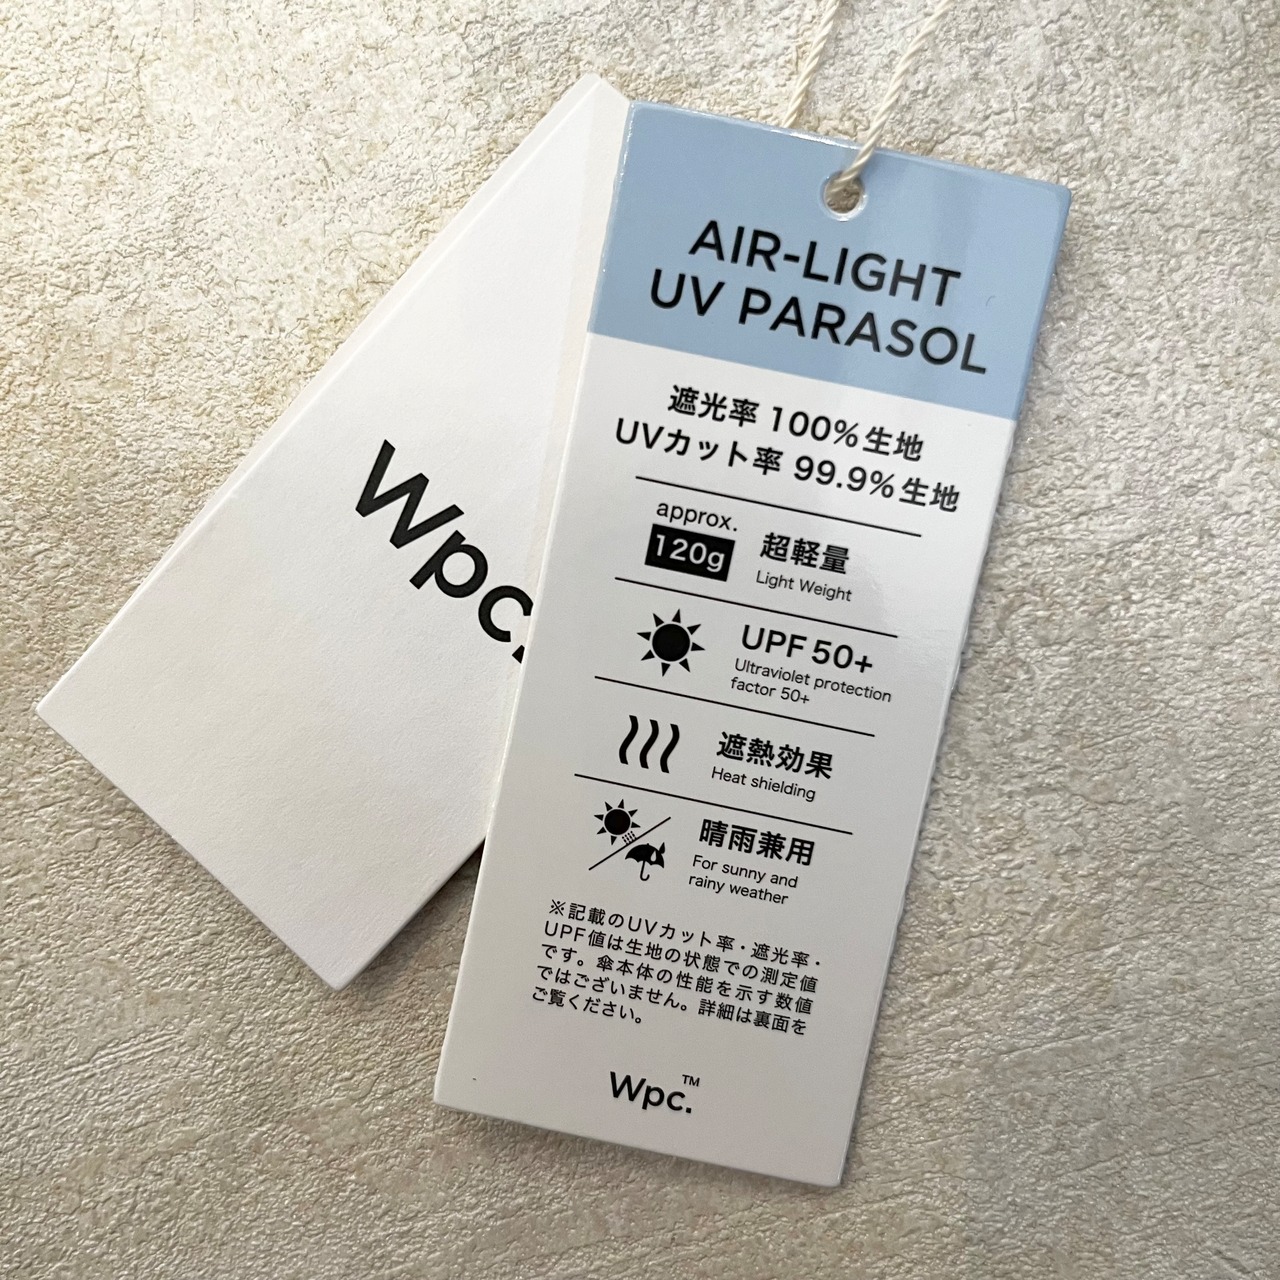 Wpc.
AIR-LIGHT
UV PARASOL
遮光率 100%生地
UVカット率 99.9%生地
approx.
120g
超軽量
Light Weight
UPF50+
Ultraviolet protection
factor 50+
遮熱効果
Heat shielding
晴雨兼用
For sunny and
rainy weather
※記載のUVカット率・遮光率・
UPF値は生地の状態での測定値
です。傘本体の性能を示す数値
ではございません。詳細は裏面を
ご覧ください。
Wpc.™